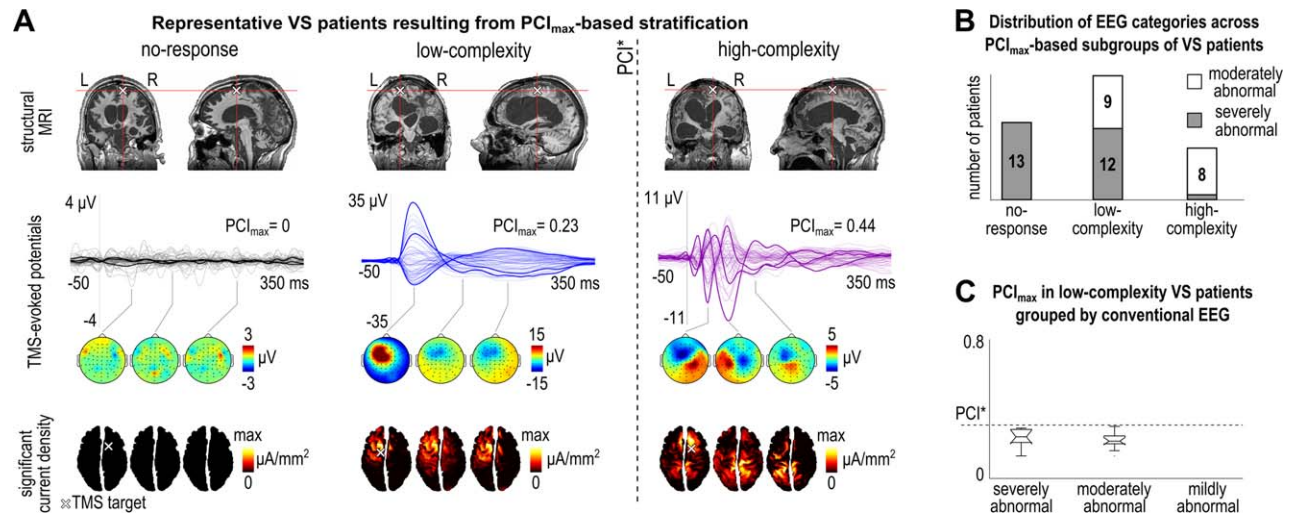 A
Representative VS patients resulting from PCImax-based stratification
no-response
low-complexity
PCI*
high-complexity
structural
MRI
L
R
L
R
L
R
TMS-evoked potentials
4 µV
PCImax= 0
-50
350 ms
-4
35 µV
PCImax = 0.23
-50
350 ms
-35
11 µV
PCImax = 0.44
-50
350 ms
-11
3
µV
-3
15
µV
-15
5
µV
-5
significant
current density
max
µA/mm2
0
max
µA/mm2
0
max
µA/mm2
0
TMS target
B
Distribution of EEG categories across
PCImax-based subgroups of VS patients
number of patients
moderately
abnormal
severely
abnormal
13
9
12
8
no-
response
low-
complexity
high-
complexity
C
PCImax in low-complexity VS patients
grouped by conventional EEG
0.8
PCI*
0
severely
abnormal
moderately
abnormal
mildly
abnormal